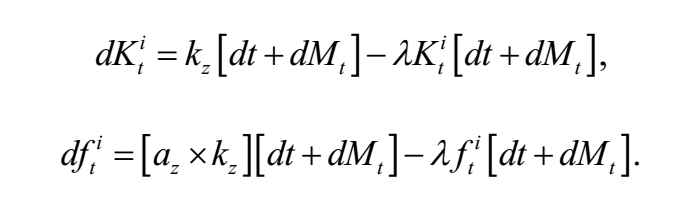 dK_t^i = k_z [dt + dM_t] − λK_t^i [dt + dM_t],
df_t^i = [a_z × k_z][dt + dM_t] − λf_t^i [dt + dM_t].